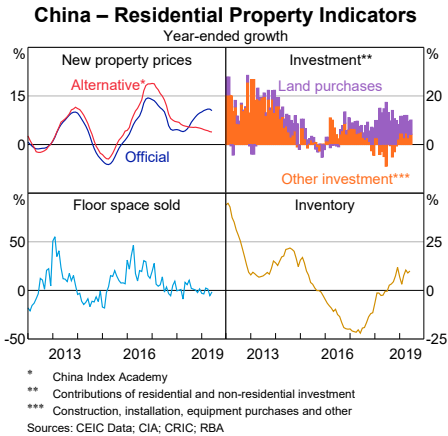 China – Residential Property Indicators
Year-ended growth
% New property prices Investment** %
Alternative*
Land purchases
15 20
0 0
Official
Other investment***
% Floor space sold Inventory %
50 25
0 0
-50 -25
2013 2016 2019 2013 2016 2019
* China Index Academy
** Contributions of residential and non-residential investment
*** Construction, installation, equipment purchases and other
Sources: CEIC Data; CIA; CRIC; RBA